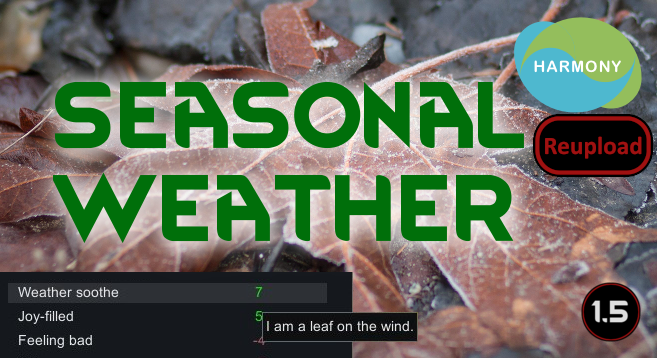 HARMONY
SEASONAL
Reupload
WEATHER
Weather soothe 7
Joy-filled 5
I am a leaf on the wind.
Feeling bad -4
1.5